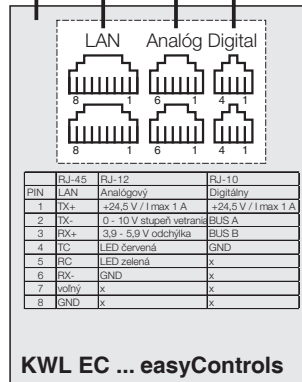 LAN Analóg Digital
8 1 6 1 4 1
8 1 6 1 4 1
RJ-45 RJ-12 RJ-10
PIN LAN Analógový Digitálny
1 TX+ +24,5 V / I max 1 A +24,5 V / I max 1 A
2 TX- 0 - 10 V stupeň vetrania BUS A
3 RX+ 3,9 - 5,9 V odchýlka BUS B
4 TC LED červená GND
5 RC LED zelená x
6 RX- GND x
7 voľný x x
8 GND x x
KWL EC ... easyControls